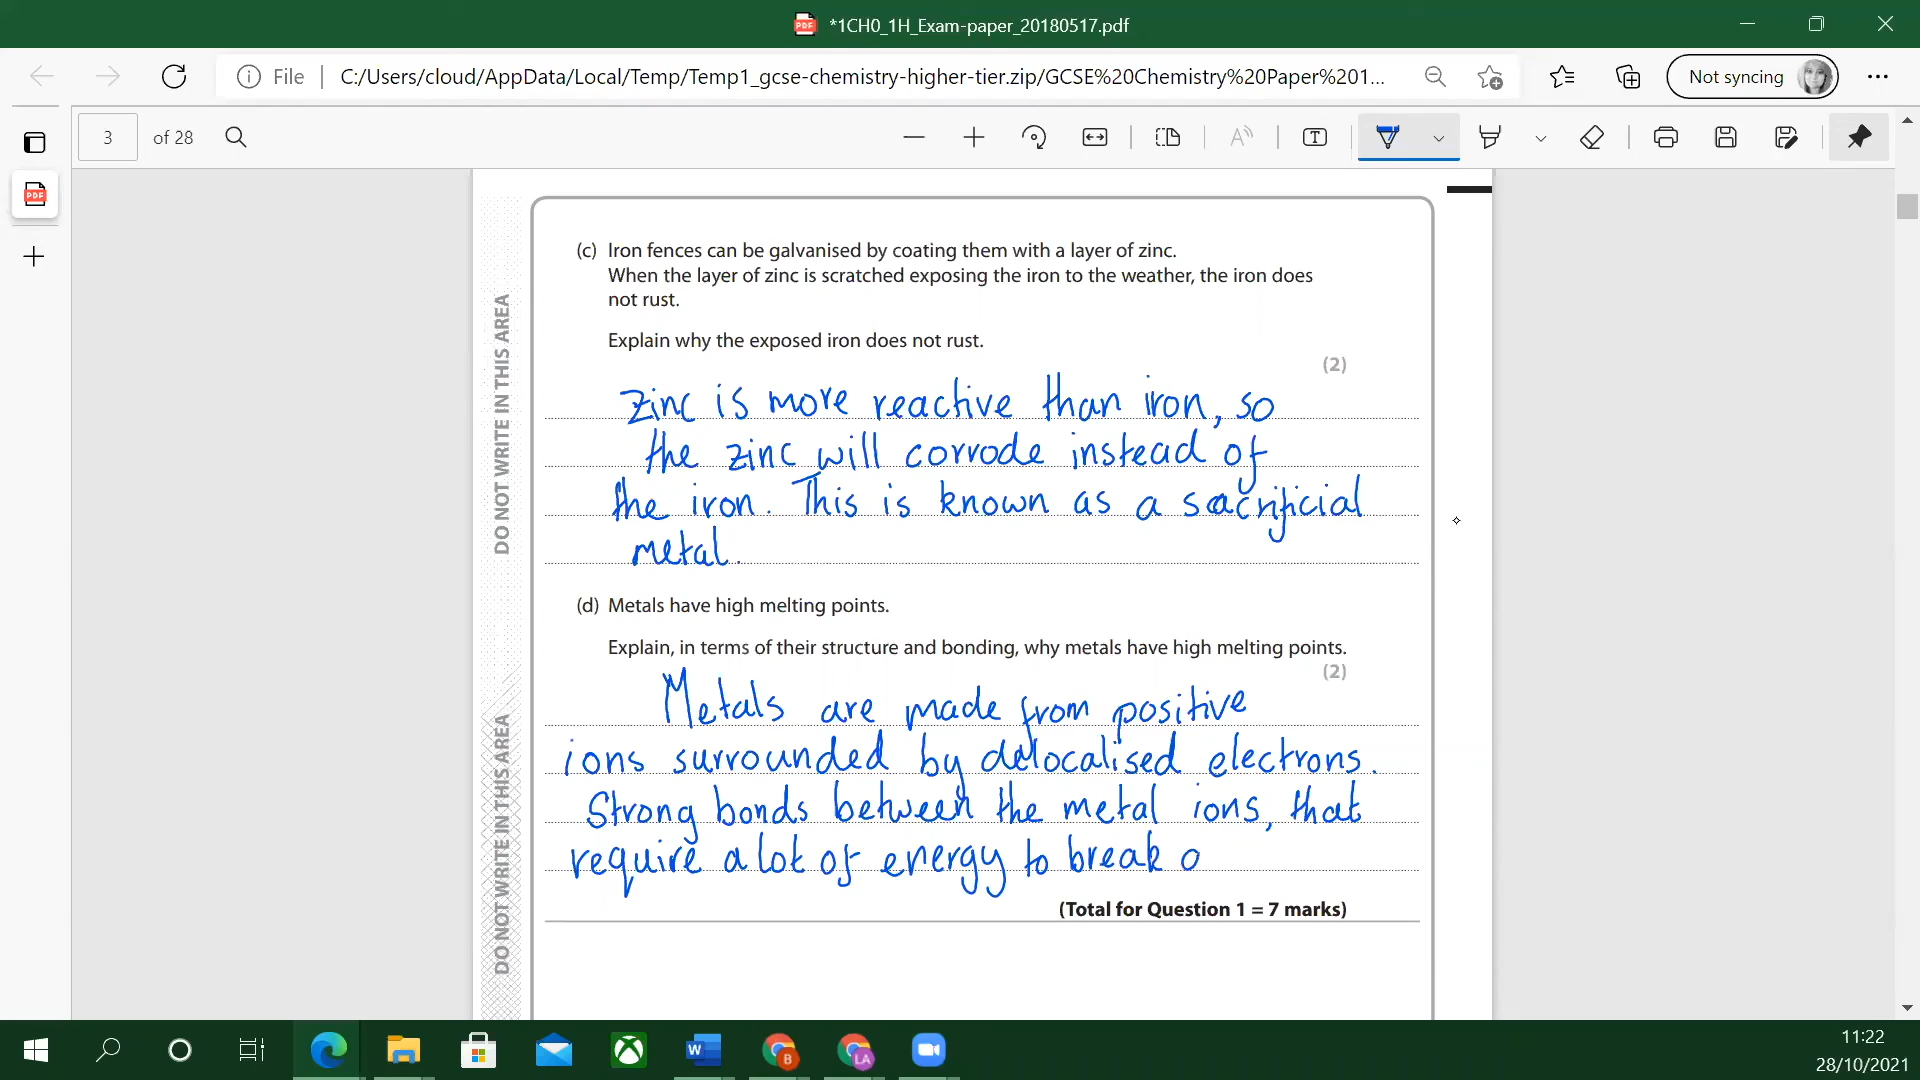 *1CH0_1H_Exam-paper_20180517.pdf
File | C:/Users/cloud/AppData/Local/Temp/Temp1_gcse-chemistry-higher-tier.zip/GCSE%20Chemistry%20Paper%201...
Not syncing
3 of 28
(c) Iron fences can be galvanised by coating them with a layer of zinc.
When the layer of zinc is scratched exposing the iron to the weather, the iron does
not rust.
Explain why the exposed iron does not rust.
(2)
Zinc is more reactive than iron, so
the zinc will corrode instead of
the iron. This is known as a sacrificial
metal.
(d) Metals have high melting points.
Explain, in terms of their structure and bonding, why metals have high melting points.
(2)
Metals are made from positive
ions surrounded by delocalised electrons.
Strong bonds between the metal ions, that
require a lot of energy to break o
(Total for Question 1 = 7 marks)
DO NOT WRITE IN THIS AREA
DO NOT WRITE IN THIS AREA
PDF
PDF
W
B
LA
11:22
28/10/2021